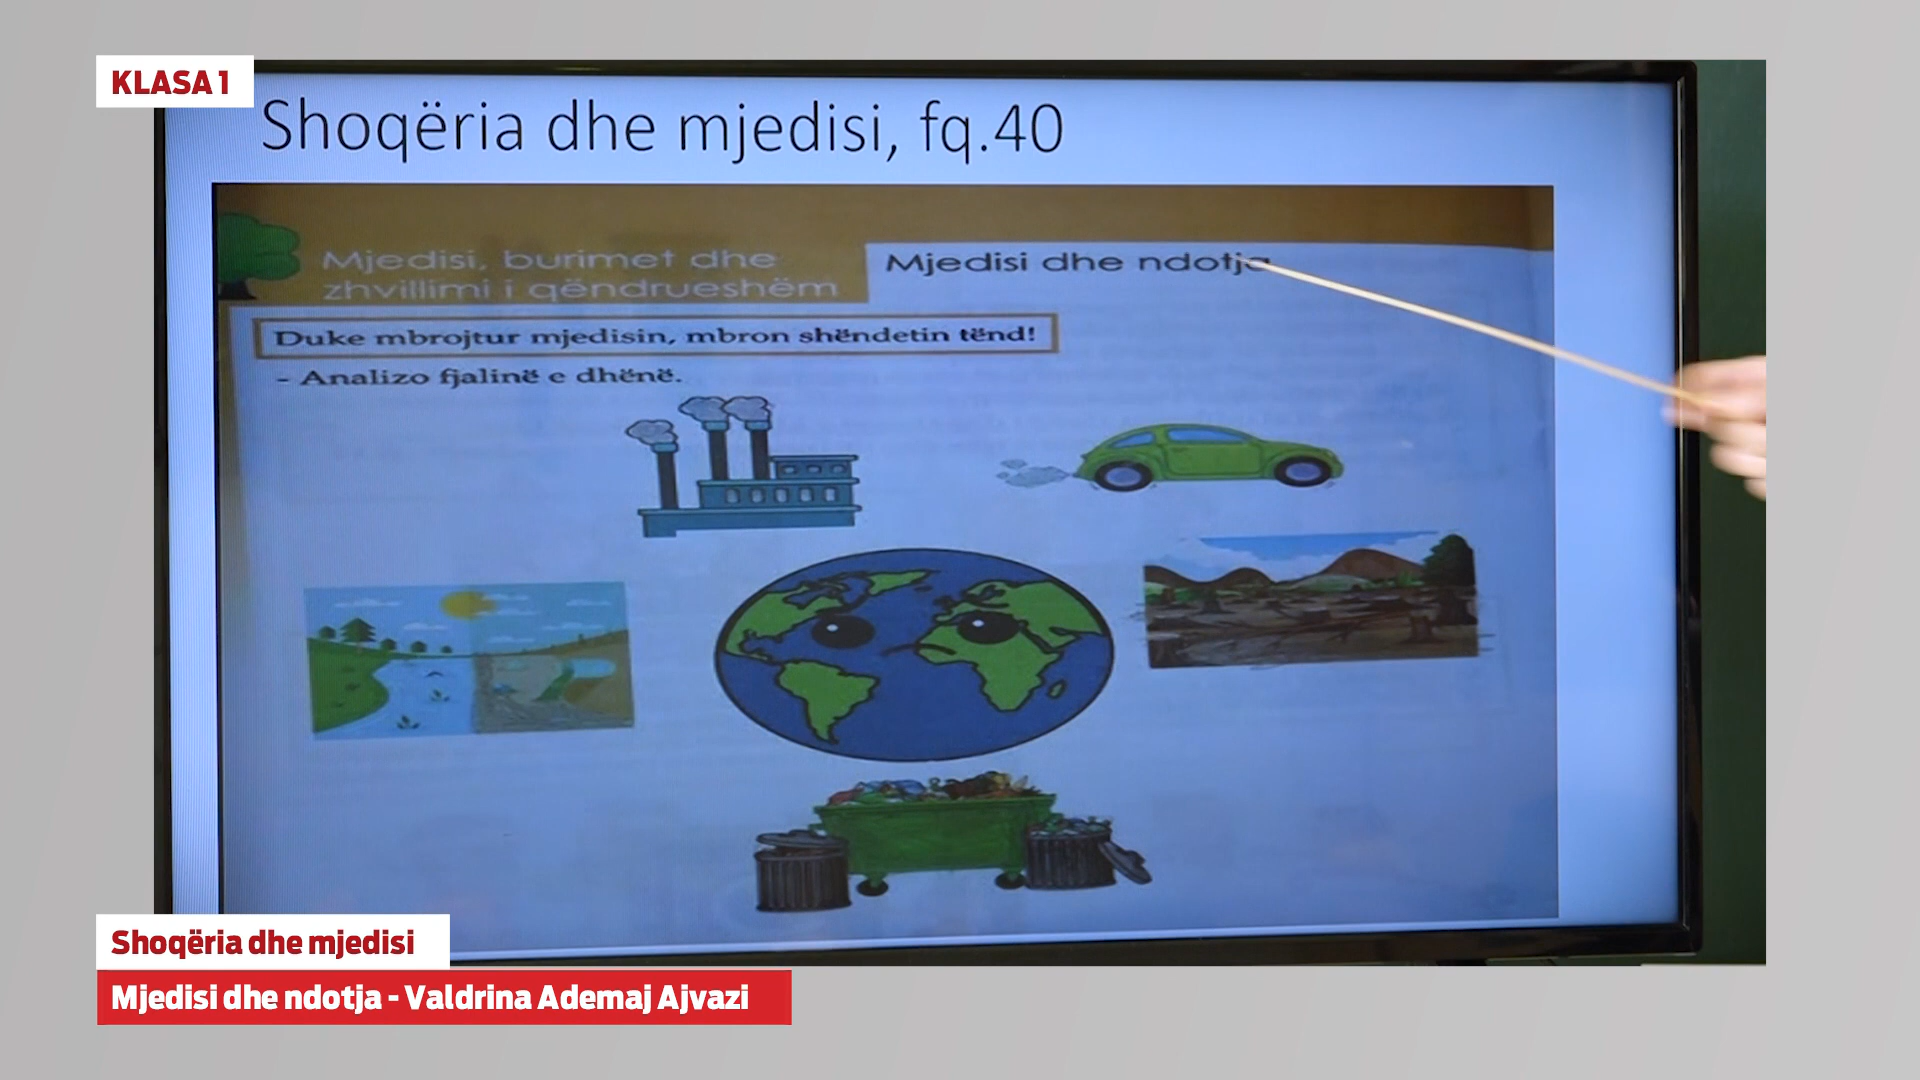 KLASA 1
Shoqëria dhe mjedisi, fq.40
Mjedisi, burimet dhe
zhvillimi i qëndrueshëm
Mjedisi dhe ndotja
Duke mbrojtur mjedisin, mbron shëndetin tënd!
- Analizo fjalinë e dhënë.
Shoqëria dhe mjedisi
Mjedisi dhe ndotja - Valdrina Ademaj Ajvazi